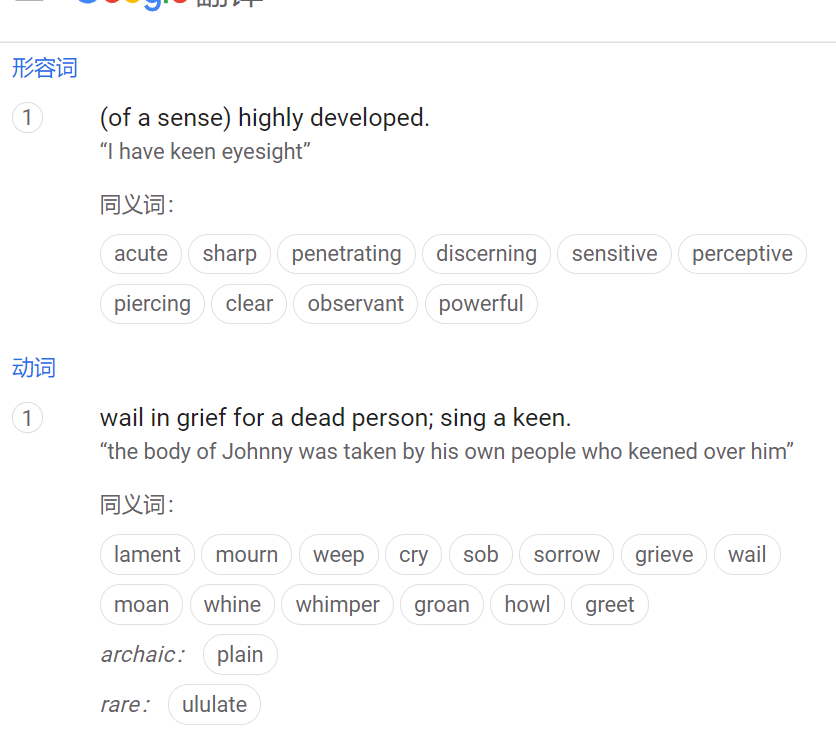 形容词
1
(of a sense) highly developed.
“I have keen eyesight”
同义词：
acute sharp penetrating discerning sensitive perceptive
piercing clear observant powerful
动词
1
wail in grief for a dead person; sing a keen.
“the body of Johnny was taken by his own people who keened over him”
同义词：
lament mourn weep cry sob sorrow grieve wail
moan whine whimper groan howl greet
archaic： plain
rare： ululate